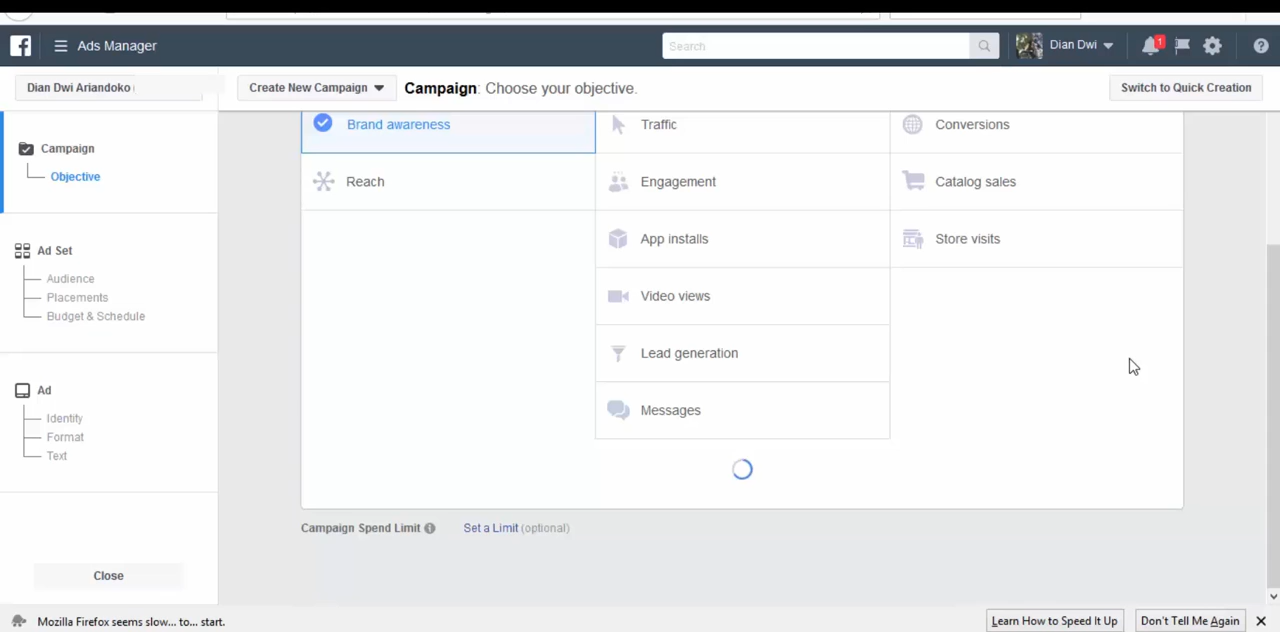 Ads Manager
Search
Dian Dwi
1
Dian Dwi Ariandoko
Create New Campaign
Campaign: Choose your objective.
Switch to Quick Creation
Campaign
Objective
Ad Set
Audience
Placements
Budget & Schedule
Ad
Identity
Format
Text
Close
Brand awareness
Traffic
Conversions
Reach
Engagement
Catalog sales
App installs
Store visits
Video views
Lead generation
Messages
Campaign Spend Limit
Set a Limit (optional)
Mozilla Firefox seems slow... to... start.
Learn How to Speed It Up
Don't Tell Me Again